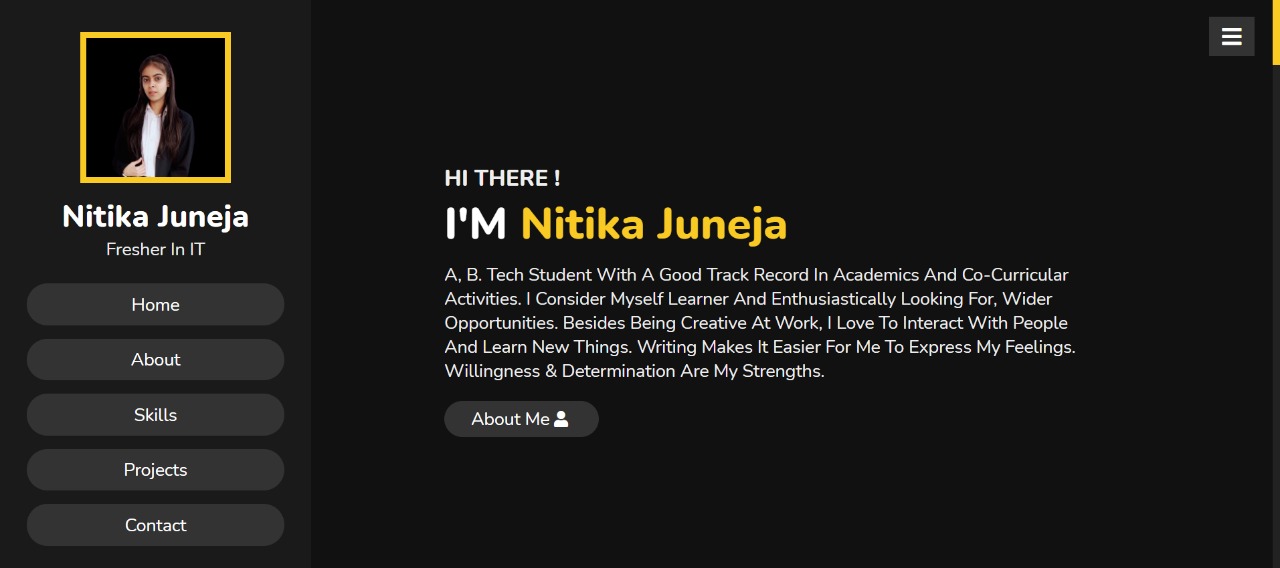 Nitika Juneja
Fresher In IT
Home
About
Skills
Projects
Contact
HI THERE !
I'M Nitika Juneja
A, B. Tech Student With A Good Track Record In Academics And Co-Curricular
Activities. I Consider Myself Learner And Enthusiastically Looking For, Wider
Opportunities. Besides Being Creative At Work, I Love To Interact With People
And Learn New Things. Writing Makes It Easier For Me To Express My Feelings.
Willingness & Determination Are My Strengths.
About Me